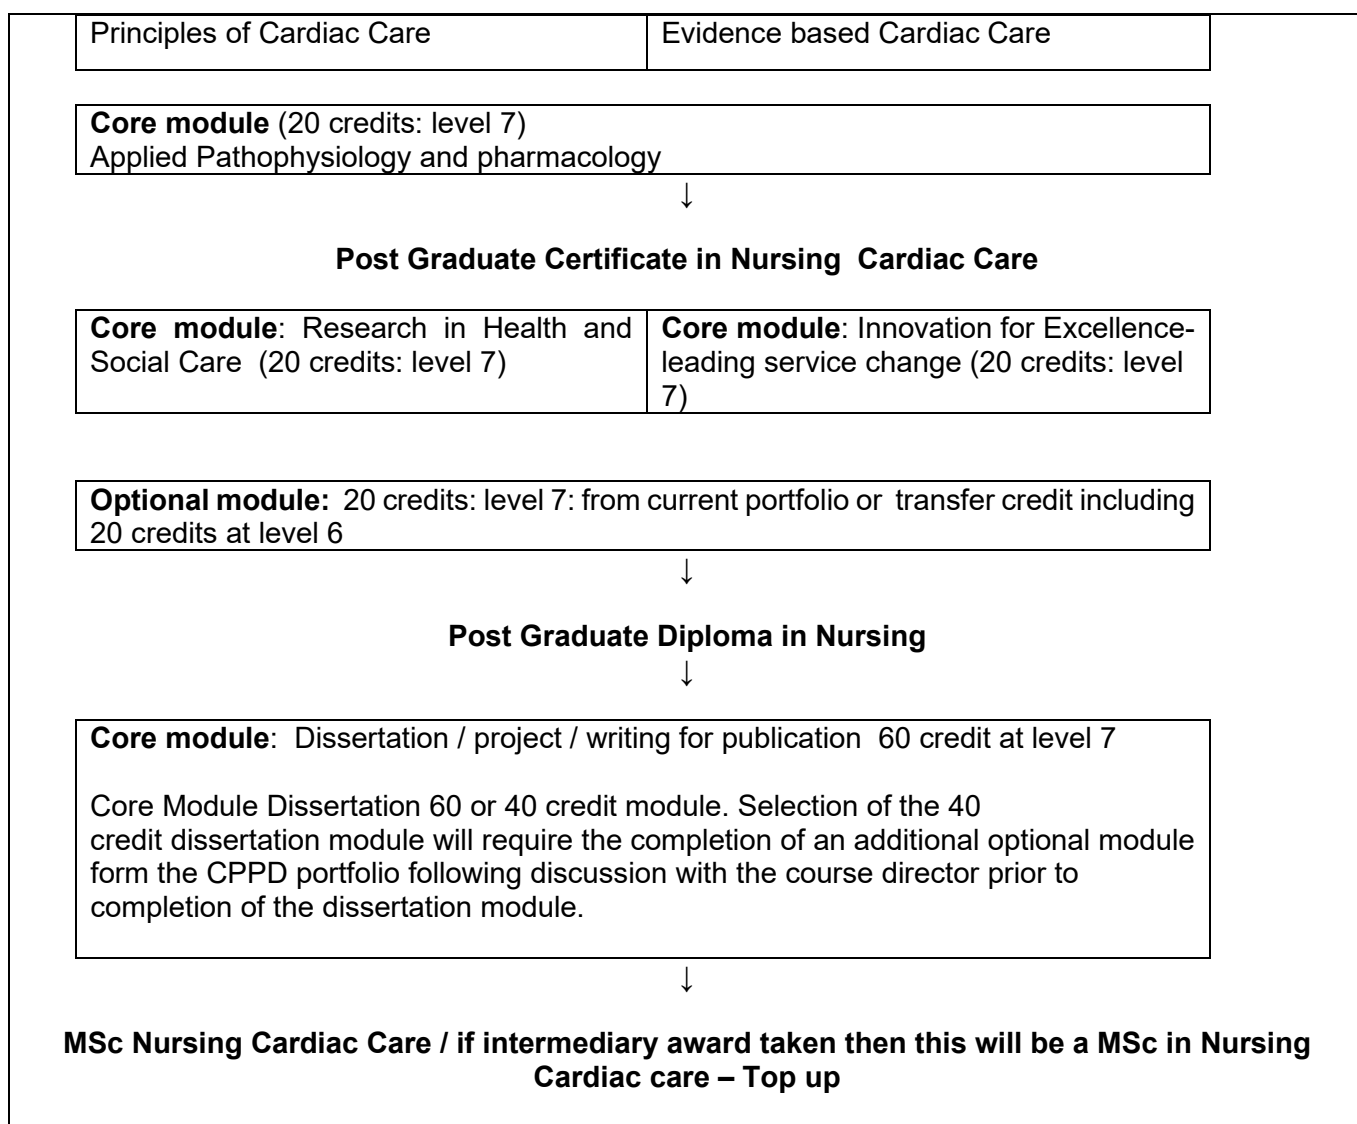 Principles of Cardiac Care
Evidence based Cardiac Care
Core module (20 credits: level 7)
Applied Pathophysiology and pharmacology
↓
Post Graduate Certificate in Nursing  Cardiac Care
Core module: Research in Health and
Social Care  (20 credits: level 7)
Core module: Innovation for Excellence-
leading service change (20 credits: level
7)
Optional module:  20 credits: level 7: from current portfolio or  transfer credit including
20 credits at level 6
↓
Post Graduate Diploma in Nursing
↓
Core module:  Dissertation / project / writing for publication  60 credit at level 7
Core Module Dissertation 60 or 40 credit module. Selection of the 40
credit dissertation module will require the completion of an additional optional module
form the CPPD portfolio following discussion with the course director prior to
completion of the dissertation module.
↓
MSc Nursing Cardiac Care / if intermediary award taken then this will be a MSc in Nursing
Cardiac care – Top up